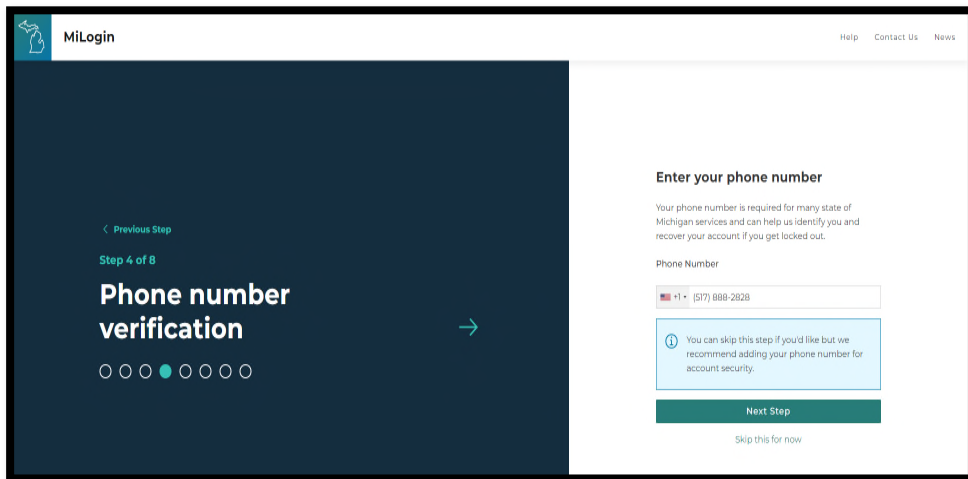 MiLogin
Help Contact Us News
Previous Step
Step 4 of 8
Phone number
verification
Enter your phone number
Your phone number is required for many state of
Michigan services and can help us identify you and
recover your account if you get locked out.
Phone Number
+1 (517) 888-2828
You can skip this step if you'd like but we
recommend adding your phone number for
account security.
Next Step
Skip this for now